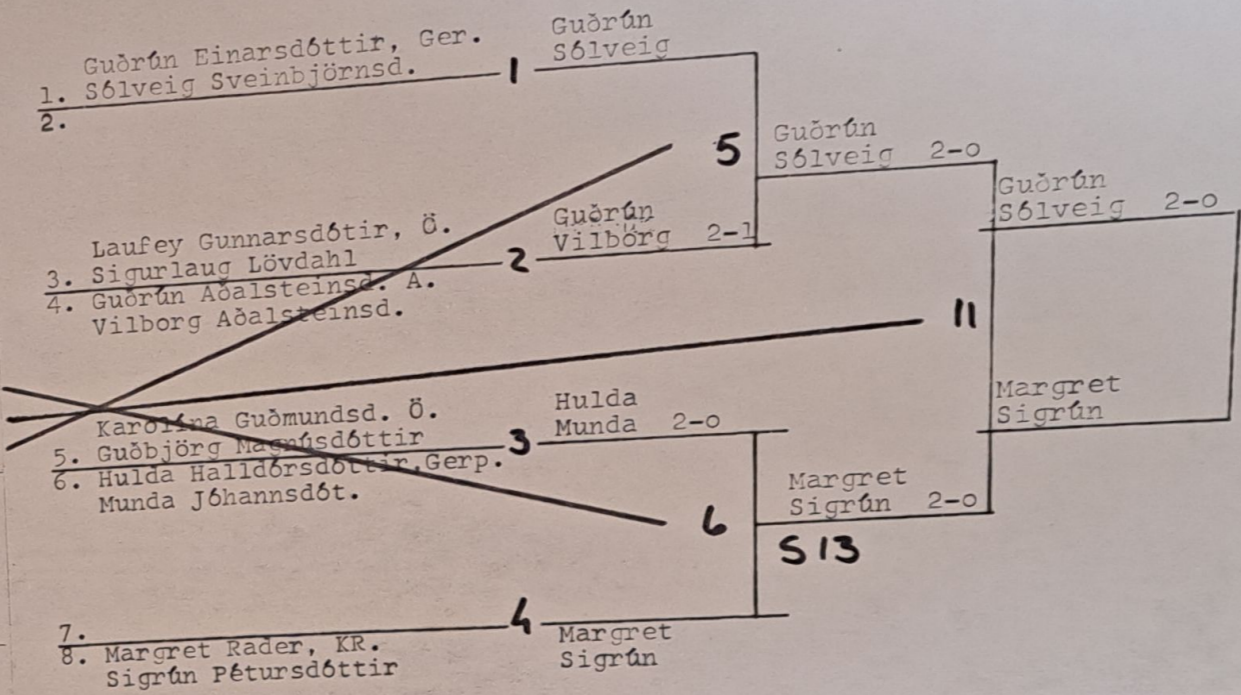 Guðrún Einarsdóttir, Ger.
1. Sólveig Sveinbjörnsd.
2.
1
Guðrún
Sólveig
5
Guðrún
Sólveig 2-0
Guðrún
Sólveig 2-0
Laufey Gunnarsdótir, Ö.
3. Sigurlaug Lövdahl
4. Guðrún Aðalsteinsd. A.
Vilborg Aðalsteinsd.
2
Guðrún
Vilborg 2-1
11
Karolína Guðmundsd. Ö.
5. Guðbjörg Magnúsdóttir
6. Hulda Halldórsdóttir, Gerp.
Munda Jóhannsdót.
3
Hulda
Munda 2-0
Margret
Sigrún
6
Margret
Sigrún 2-0
S 13
7.
8. Margret Rader, KR.
Sigrún Pétursdóttir
4
Margret
Sigrún